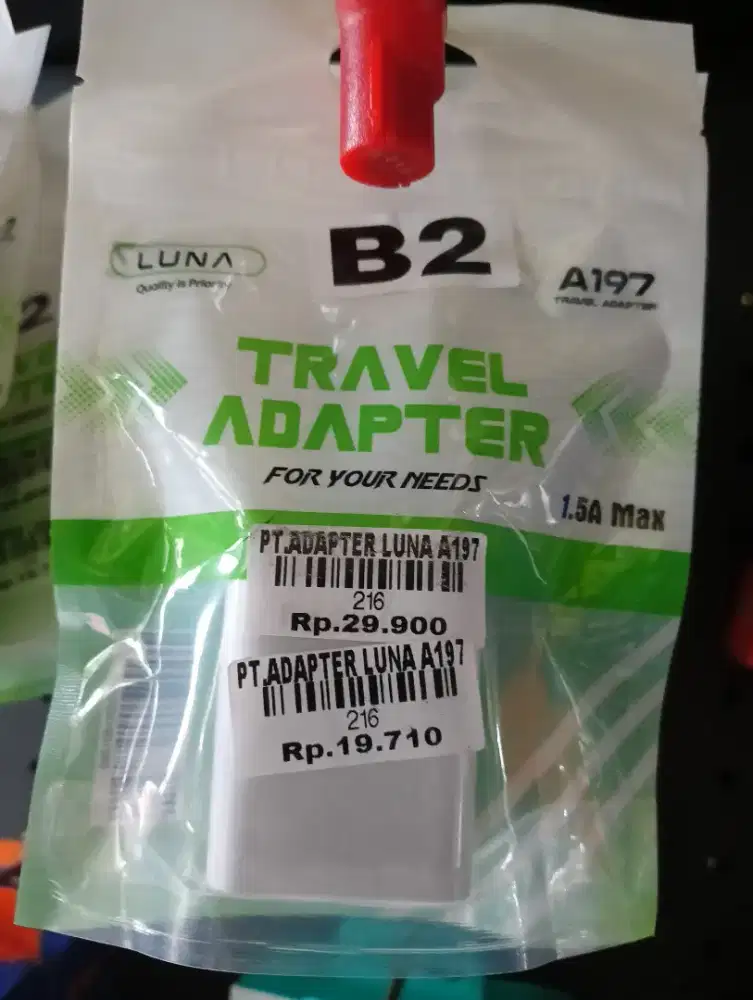 B2
LUNA
Quality is Priority
A197
TRAVEL ADAPTER
TRAVEL
ADAPTER
FOR YOUR NEEDS
1.5A Max
PT.ADAPTER LUNA A197
216
Rp.29.900
PT.ADAPTER LUNA A197
216
Rp.19.710
2